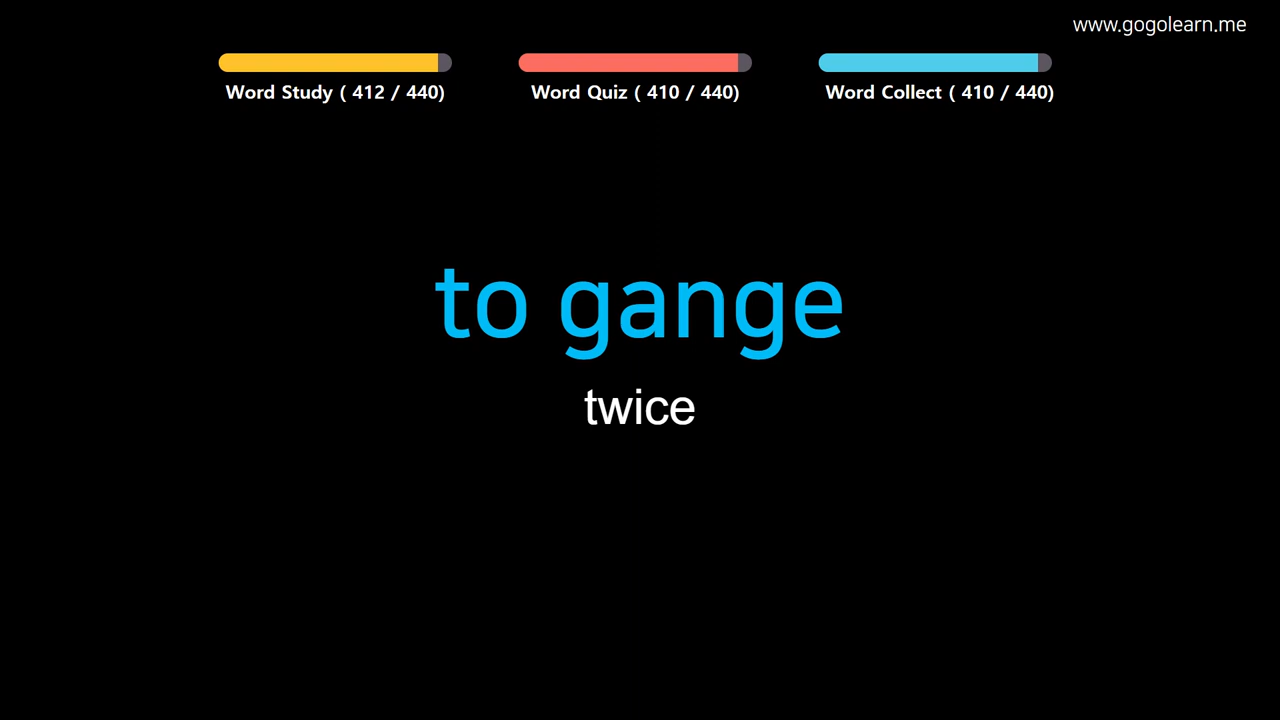 www.gogolearn.me
Word Study ( 412 / 440)
Word Quiz ( 410 / 440)
Word Collect ( 410 / 440)
to gange
twice